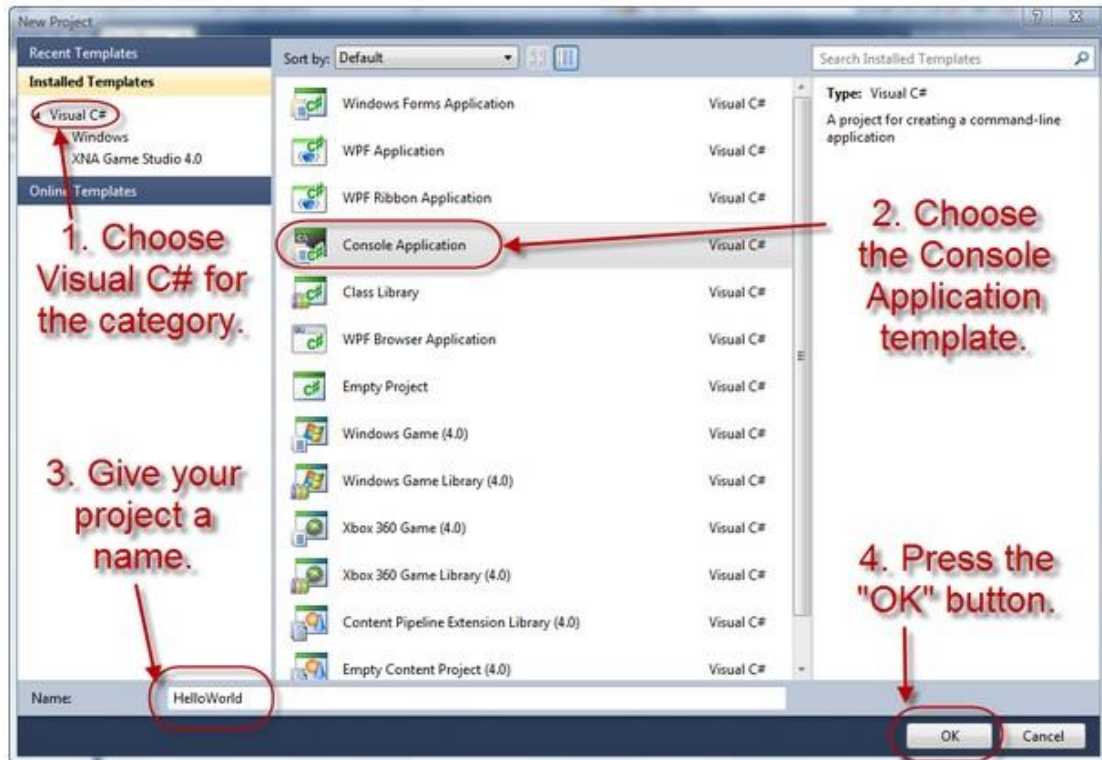 New Project
Recent Templates
Installed Templates
Visual C#
Windows
XNA Game Studio 4.0
Online Templates
Sort by: Default
Search Installed Templates
Windows Forms Application Visual C#
WPF Application Visual C#
WPF Ribbon Application Visual C#
Console Application Visual C#
Class Library Visual C#
WPF Browser Application Visual C#
Empty Project Visual C#
Windows Game (4.0) Visual C#
Windows Game Library (4.0) Visual C#
Xbox 360 Game (4.0) Visual C#
Xbox 360 Game Library (4.0) Visual C#
Content Pipeline Extension Library (4.0) Visual C#
Empty Content Project (4.0) Visual C#
Type: Visual C#
A project for creating a command-line
application
1. Choose
Visual C# for
the category.
2. Choose
the Console
Application
template.
3. Give your
project a
name.
4. Press the
"OK" button.
Name: HelloWorld
OK Cancel